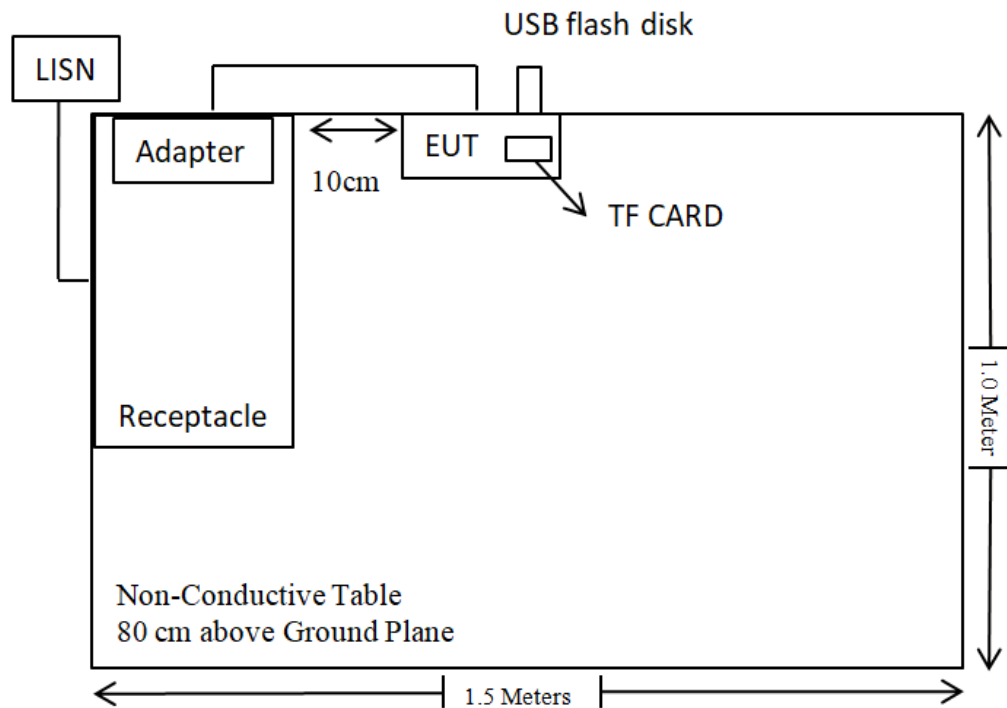 USB flash disk
LISN
Adapter
EUT
10cm
TF CARD
Receptacle
1.0 Meter
Non-Conductive Table
80 cm above Ground Plane
1.5 Meters